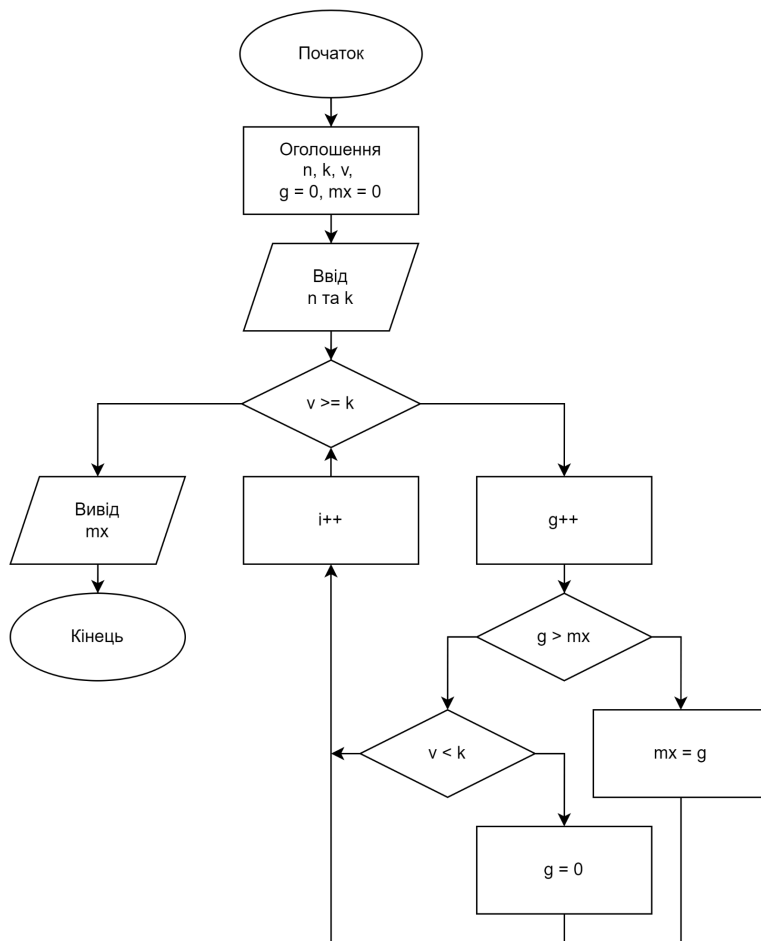 Початок
Оголошення
n, k, v,
g = 0, mx = 0
Ввід
n та k
v >= k
Вивід
mx
i++
g++
Кінець
g > mx
v < k
mx = g
g = 0